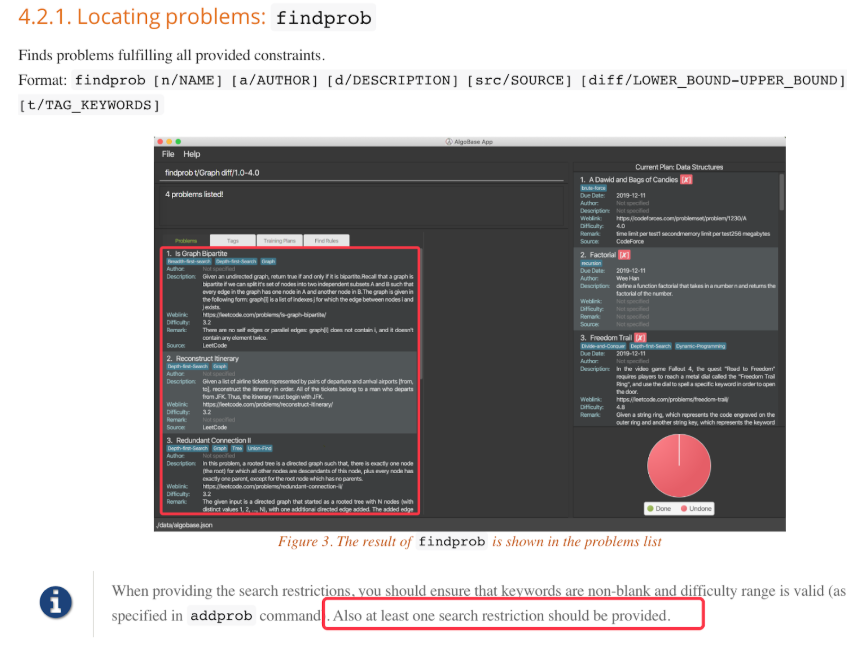 4.2.1. Locating problems: findprob
Finds problems fulfilling all provided constraints.
Format: findprob [n/NAME] [a/AUTHOR] [d/DESCRIPTION] [src/SOURCE] [diff/LOWER_BOUND-UPPER_BOUND]
[t/TAG_KEYWORDS]
AlgoBase App
File Help
findprob t/Graph diff/1.0-4.0
4 problems listed!
Problems Tags Training Plans Find Rules
1. Is Graph Bipartite
Breadth-first-search Depth-first-Search Graph
Author: Not specified
Description: Given an undirected graph, return true if and only if it is bipartite.Recall that a graph is
bipartite if we can split it's set of nodes into two independent subsets A and B such that
every edge in the graph has one node in A and another node in B.The graph is given in
the following form: graph[i] is a list of indexes j for which the edge between nodes i and
j exists.
Weblink: https://leetcode.com/problems/is-graph-bipartite/
Difficulty: 3.2
Remark: There are no self edges or parallel edges: graph[i] does not contain i, and it doesn't
contain any element twice.
Source: LeetCode
2. Reconstruct Itinerary
Depth-first-Search Graph
Author: Not specified
Description: Given a list of airline tickets represented by pairs of departure and arrival airports [from,
to], reconstruct the itinerary in order. All of the tickets belong to a man who departs
from JFK. Thus, the itinerary must begin with JFK.
Weblink: https://leetcode.com/problems/reconstruct-itinerary/
Difficulty: 3.2
Remark: Not specified
Source: LeetCode
3. Redundant Connection II
Depth-first-Search Graph Tree Union-Find
Author: Not specified
Description: In this problem, a rooted tree is a directed graph such that, there is exactly one node
(the root) for which all other nodes are descendants of this node, plus every node has
exactly one parent, except for the root node which has no parents.
Weblink: https://leetcode.com/problems/redundant-connection-ii/
Difficulty: 3.2
Remark: The given input is a directed graph that started as a rooted tree with N nodes (with
distinct values 1, 2, ..., N), with one additional directed edge added. The added edge
/data/algobase.json
Current Plan: Data Structures
1. A Dawid and Bags of Candies [X]
brute-force
Due Date: 2019-12-11
Author: Not specified
Description: Not specified
Weblink: https://codeforces.com/problemset/problem/1230/A
Difficulty: 4.0
Remark: time limit per test1 secondmemory limit per test256 megabytes
Source: CodeForce
2. Factorial [X]
recursion
Due Date: 2019-12-11
Author: Wee Han
Description: define a function factorial that takes in a number n and returns the
factorial of the number.
Weblink: Not specified
Difficulty: Not specified
Remark: Not specified
Source: Not specified
3. Freedom Trail [X]
Divide-and-Conquer Depth-first-Search Dynamic-Programming
Due Date: 2019-12-11
Author: Not specified
Description: In the video game Fallout 4, the quest "Road to Freedom"
requires players to reach a metal dial called the "Freedom Trail
Ring", and use the dial to spell a specific keyword in order to open
the door.
Weblink: https://leetcode.com/problems/freedom-trail/
Difficulty: 4.8
Remark: Given a string ring, which represents the code engraved on the
outer ring and another string key, which represents the keyword
Done Undone
Figure 3. The result of findprob is shown in the problems list
When providing the search restrictions, you should ensure that keywords are non-blank and difficulty range is valid (as
specified in addprob command). Also at least one search restriction should be provided.